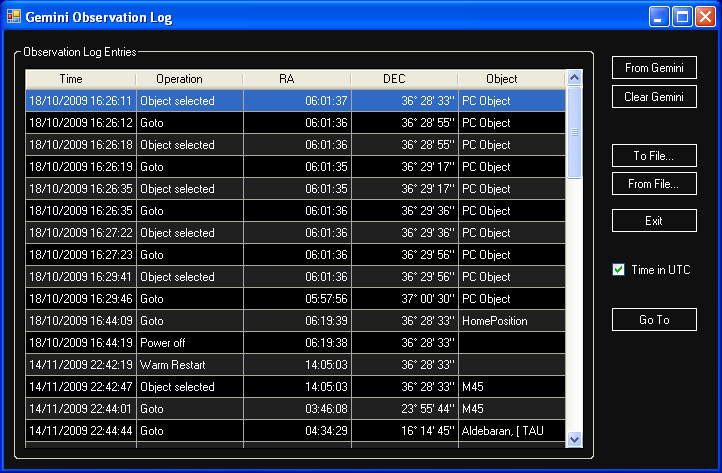 Gemini Observation Log
Observation Log Entries
Time Operation RA DEC Object
18/10/2009 16:26:11 Object selected 06:01:37 36° 28' 33'' PC Object
18/10/2009 16:26:12 Goto 06:01:36 36° 28' 55'' PC Object
18/10/2009 16:26:18 Object selected 06:01:36 36° 28' 55'' PC Object
18/10/2009 16:26:19 Goto 06:01:35 36° 29' 17'' PC Object
18/10/2009 16:26:35 Object selected 06:01:35 36° 29' 17'' PC Object
18/10/2009 16:26:35 Goto 06:01:36 36° 29' 36'' PC Object
18/10/2009 16:27:22 Object selected 06:01:36 36° 29' 36'' PC Object
18/10/2009 16:27:23 Goto 06:01:36 36° 29' 56'' PC Object
18/10/2009 16:29:41 Object selected 06:01:36 36° 29' 56'' PC Object
18/10/2009 16:29:46 Goto 05:57:56 37° 00' 30'' PC Object
18/10/2009 16:44:09 Goto 06:19:39 36° 28' 33'' HomePosition
18/10/2009 16:44:19 Power off 06:19:38 36° 28' 33''
14/11/2009 22:42:19 Warm Restart 14:05:03 36° 28' 33''
14/11/2009 22:42:47 Object selected 14:05:03 36° 28' 33'' M45
14/11/2009 22:44:01 Goto 03:46:08 23° 55' 44'' M45
14/11/2009 22:44:44 Goto 04:34:29 16° 14' 45'' Aldebaran, [ TAU
From Gemini
Clear Gemini
To File...
From File...
Exit
Time in UTC
Go To